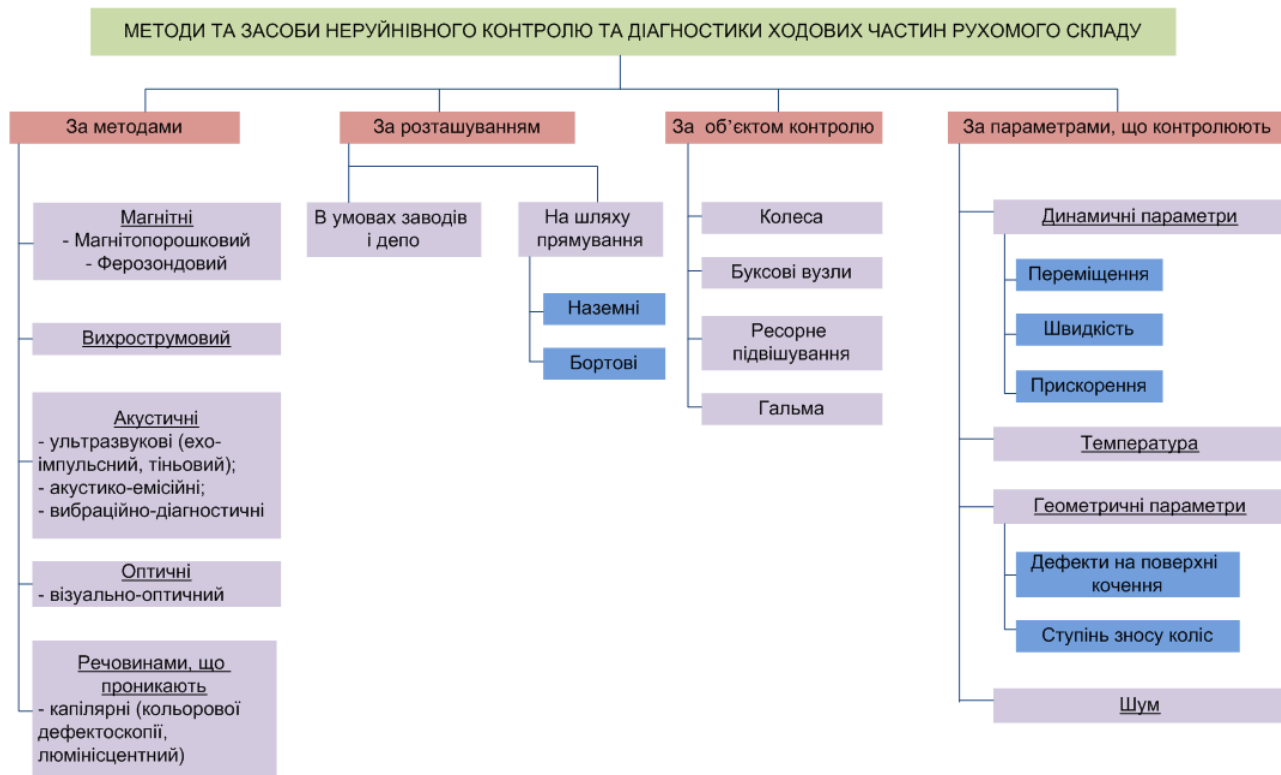 МЕТОДИ ТА ЗАСОБИ НЕРУЙНІВНОГО КОНТРОЛЮ ТА ДІАГНОСТИКИ ХОДОВИХ ЧАСТИН РУХОМОГО СКЛАДУ
За методами
Магнітні
- Магнітопорошковий
- Ферозондовий
Вихрострумовий
Акустичні
- ультразвукові (ехо-
імпульсний, тіньовий);
- акустико-емісійні;
- вибраційно-діагностичні
Оптичні
- візуально-оптичний
Речовинами, що
проникають
- капілярні (кольорової
дефектоскопії,
люмінісцентний)
За розташуванням
В умовах заводів
і депо
На шляху
прямування
Наземні
Бортові
За об’єктом контролю
Колеса
Буксові вузли
Ресорне
підвішування
Гальма
За параметрами, що контролюють
Динамичні параметри
Переміщення
Швидкість
Прискорення
Температура
Геометричні параметри
Дефекти на поверхні
кочення
Ступінь зносу коліс
Шум